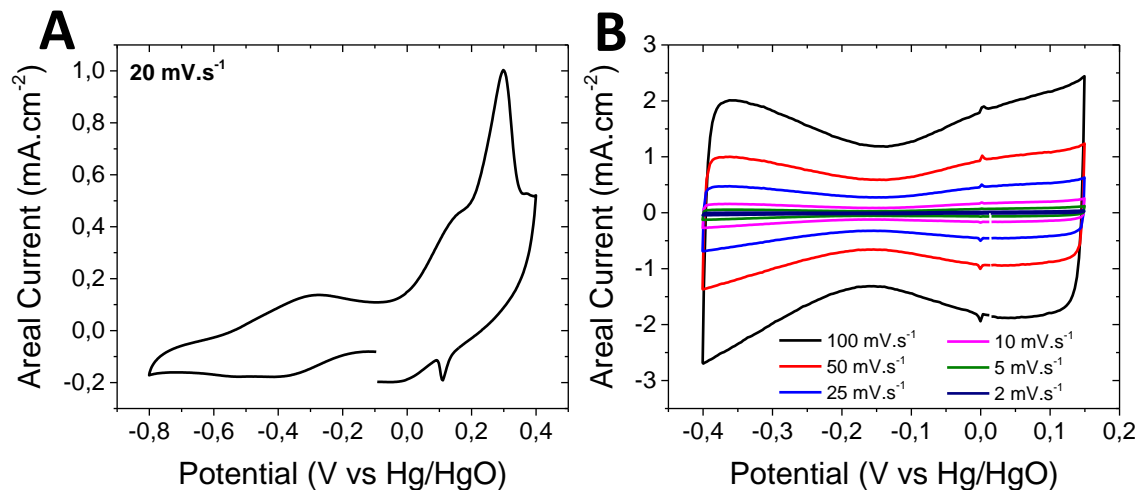 A
20 mV.s⁻¹
Areal Current (mA.cm⁻²)
1,0
0,8
0,6
0,4
0,2
0,0
-0,2
-0,8 -0,6 -0,4 -0,2 0,0 0,2 0,4
Potential (V vs Hg/HgO)
B
Areal Current (mA.cm⁻²)
3
2
1
0
-1
-2
-3
100 mV.s⁻¹ 10 mV.s⁻¹
50 mV.s⁻¹ 5 mV.s⁻¹
25 mV.s⁻¹ 2 mV.s⁻¹
-0,4 -0,3 -0,2 -0,1 0,0 0,1 0,2
Potential (V vs Hg/HgO)